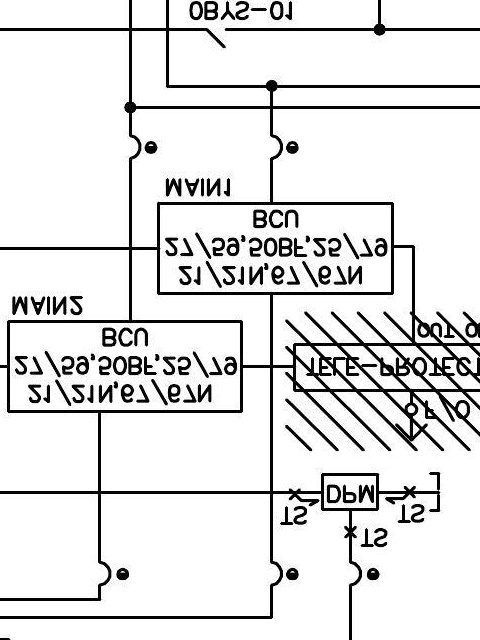 0BYS-01
MAIN1
BCU
27/59,50BF,25/79
21/21N,67/67N
MAIN2
BCU
27/59,50BF,25/79
21/21N,67/67N
OUT
TELE-PROTECT
F/O
DPM
TS
TS
TS